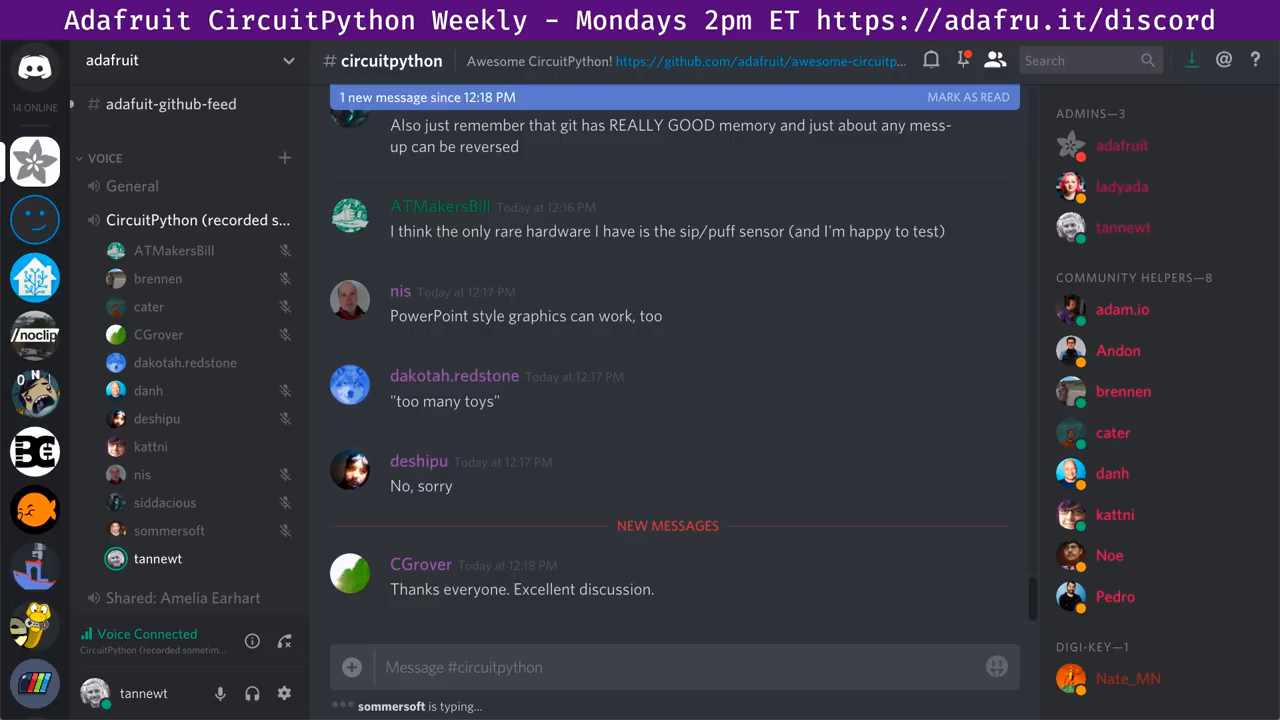 Adafruit CircuitPython Weekly - Mondays 2pm ET https://adafru.it/discord
14 ONLINE
/noclip
adafruit
# adafuit-github-feed
VOICE
General
CircuitPython (recorded s...
ATMakersBill
brennen
cater
CGrover
dakotah.redstone
danh
deshipu
kattni
nis
siddacious
sommersoft
tannewt
Shared: Amelia Earhart
Voice Connected
CircuitPython (recorded sometim...
tannewt
# circuitpython
Awesome CircuitPython! https://github.com/adafruit/awesome-circuitp...
Search
1 new message since 12:18 PM MARK AS READ
Also just remember that git has REALLY GOOD memory and just about any mess-
up can be reversed
ATMakersBill Today at 12:16 PM
I think the only rare hardware I have is the sip/puff sensor (and I'm happy to test)
nis Today at 12:17 PM
PowerPoint style graphics can work, too
dakotah.redstone Today at 12:17 PM
"too many toys"
deshipu Today at 12:17 PM
No, sorry
NEW MESSAGES
CGrover Today at 12:18 PM
Thanks everyone. Excellent discussion.
Message #circuitpython
sommersoft is typing...
ADMINS—3
adafruit
ladyada
tannewt
COMMUNITY HELPERS—8
adam.io
Andon
brennen
cater
danh
kattni
Noe
Pedro
DIGI-KEY—1
Nate_MN